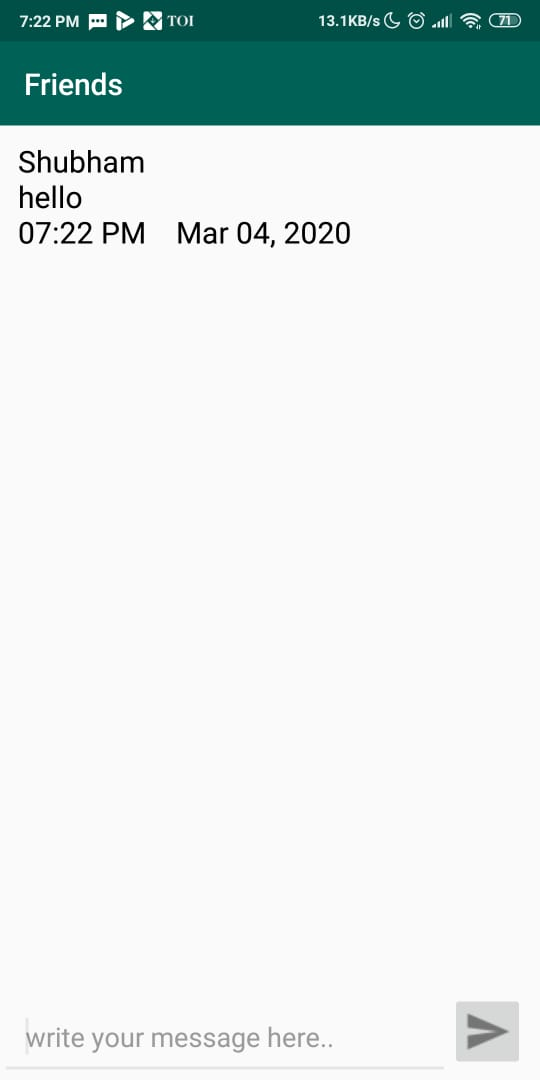 7:22 PM TOI 13.1KB/s 71
Friends
Shubham
hello
07:22 PM Mar 04, 2020
write your message here..